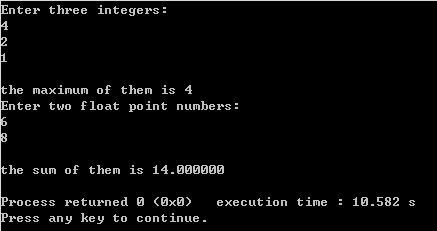 Enter three integers:
4
2
1
the maximum of them is 4
Enter two float point numbers:
6
8
the sum of them is 14.000000
Process returned 0 (0x0)   execution time : 10.582 s
Press any key to continue.